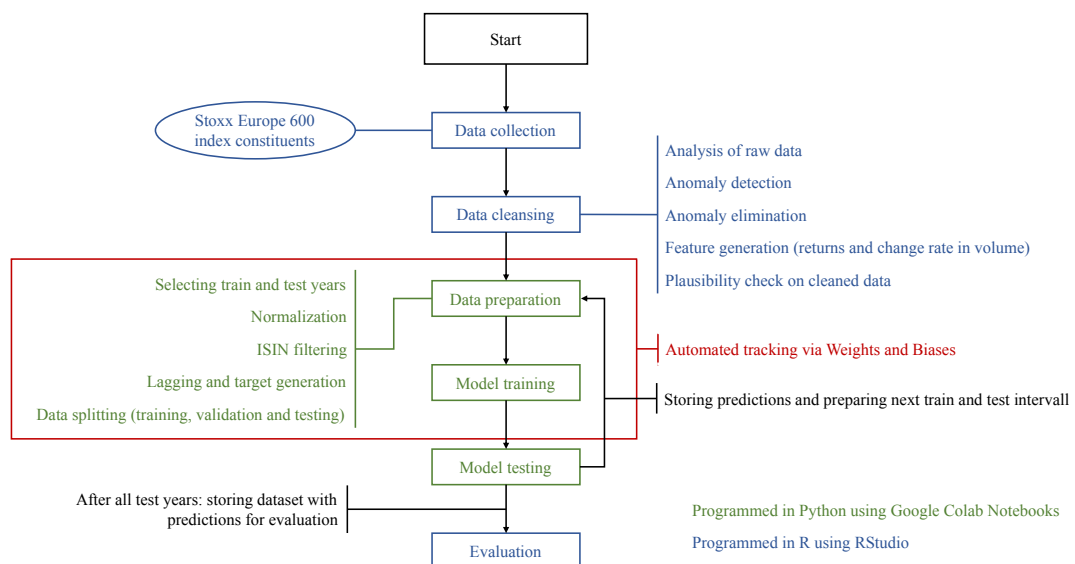 Start
Stoxx Europe 600
index constituents
Data collection
Analysis of raw data
Anomaly detection
Data cleansing
Anomaly elimination
Feature generation (returns and change rate in volume)
Plausibility check on cleaned data
Selecting train and test years
Data preparation
Normalization
ISIN filtering
Automated tracking via Weights and Biases
Lagging and target generation
Model training
Storing predictions and preparing next train and test intervall
Data splitting (training, validation and testing)
Model testing
After all test years: storing dataset with
predictions for evaluation
Programmed in Python using Google Colab Notebooks
Programmed in R using RStudio
Evaluation